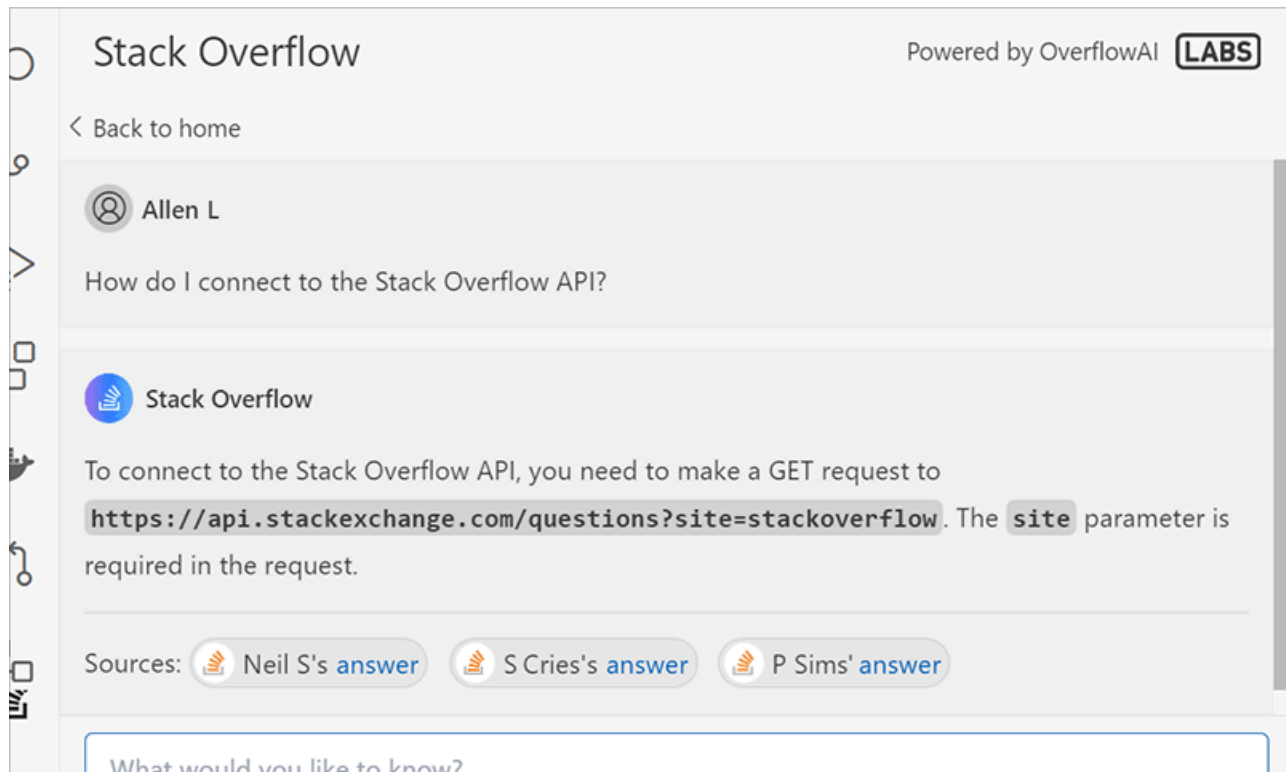 Stack Overflow
Powered by OverflowAI LABS
Back to home
Allen L
How do I connect to the Stack Overflow API?
Stack Overflow
To connect to the Stack Overflow API, you need to make a GET request to
https://api.stackexchange.com/questions?site=stackoverflow. The site parameter is
required in the request.
Sources: Neil S's answer S Cries's answer P Sims' answer
What would you like to know?